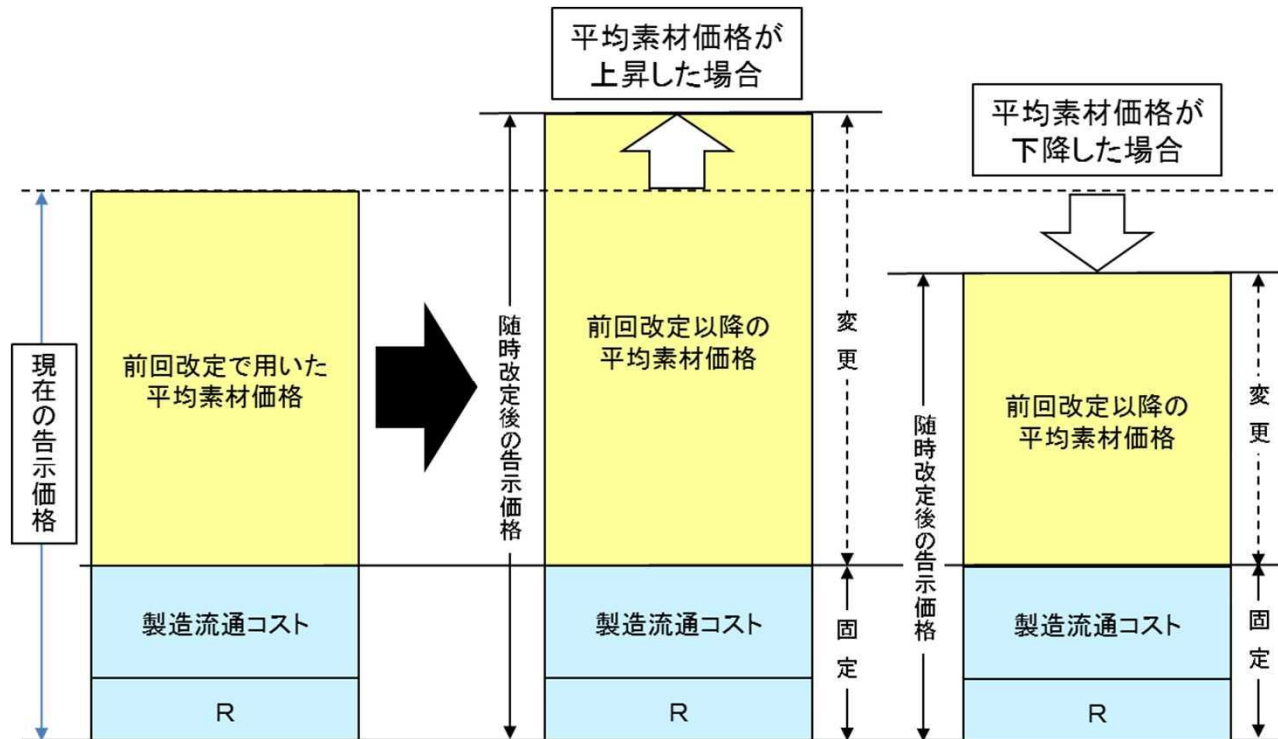 平均素材価格が
上昇した場合
平均素材価格が
下降した場合
現在の告示価格
前回改定で用いた
平均素材価格
製造流通コスト
R
随時改定後の告示価格
前回改定以降の
平均素材価格
製造流通コスト
R
変更
固定
随時改定後の告示価格
前回改定以降の
平均素材価格
製造流通コスト
R
変更
固定